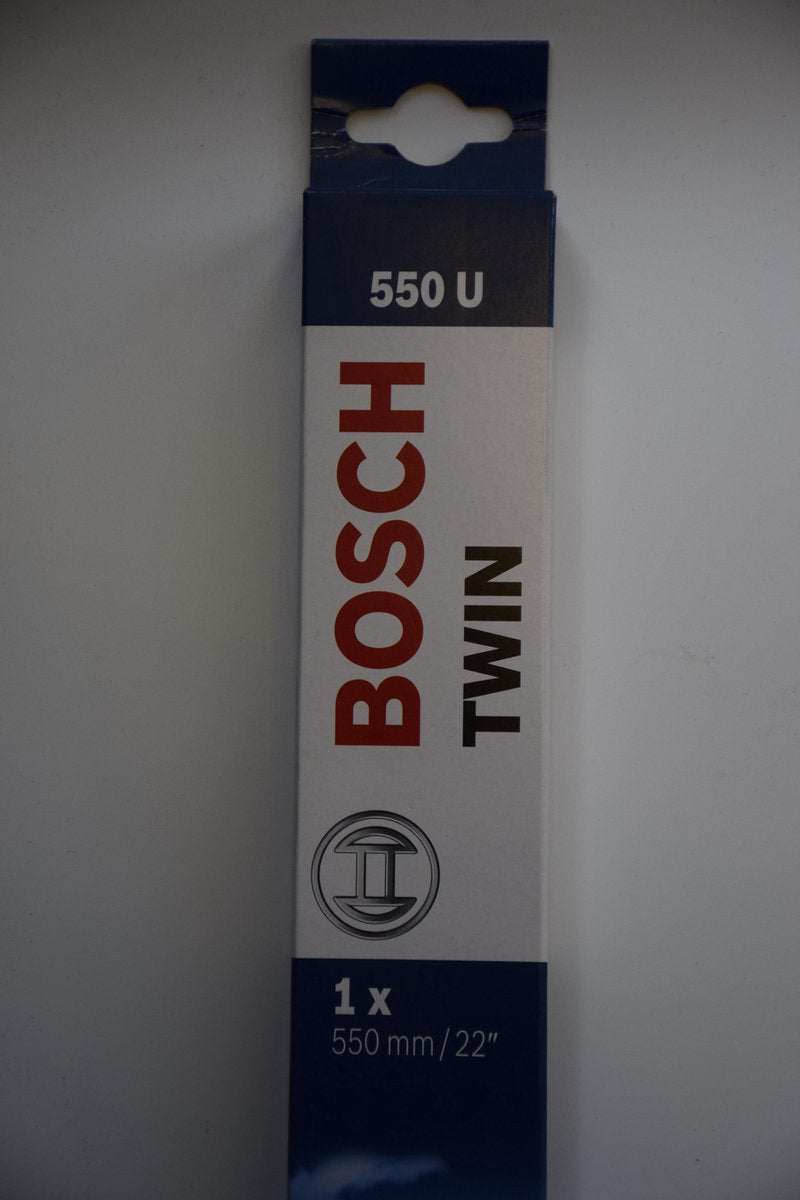 550 U
BOSCH
TWIN
1 x
550 mm / 22"